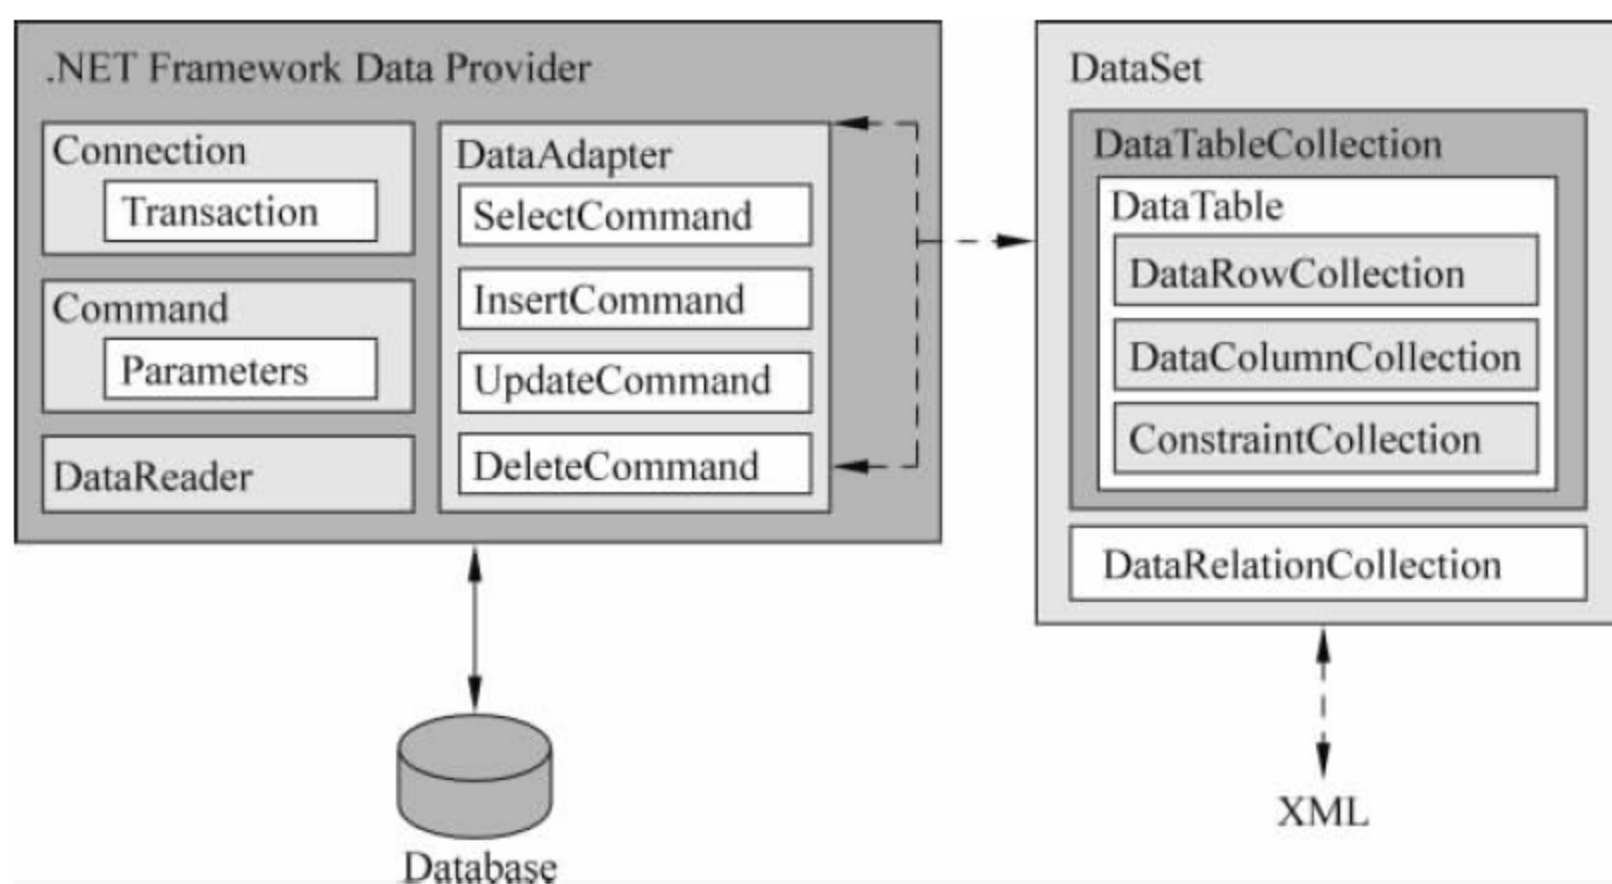 .NET Framework Data Provider
Connection
Transaction
Command
Parameters
DataReader
DataAdapter
SelectCommand
InsertCommand
UpdateCommand
DeleteCommand
Database
DataSet
DataTableCollection
DataTable
DataRowCollection
DataColumnCollection
ConstraintCollection
DataRelationCollection
XML